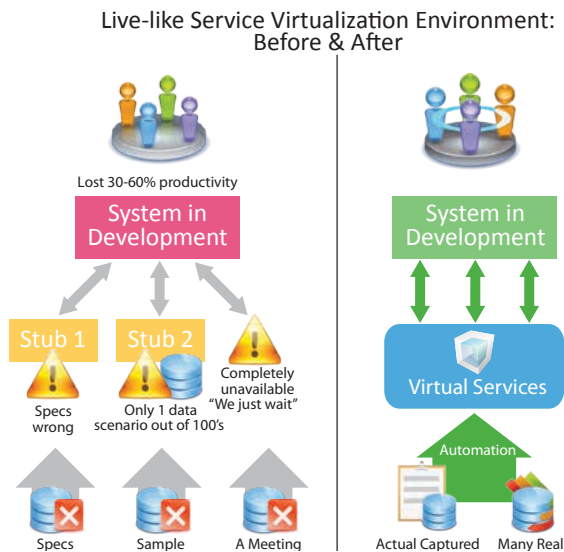 Live-like Service Virtualization Environment:
Before & After
Lost 30-60% productivity
System in
Development
Stub 1
Stub 2
Specs
wrong
Only 1 data
scenario out of 100's
Completely
unavailable
“We just wait”
Specs
Sample
A Meeting
System in
Development
Virtual Services
Automation
Actual Captured
Many Real